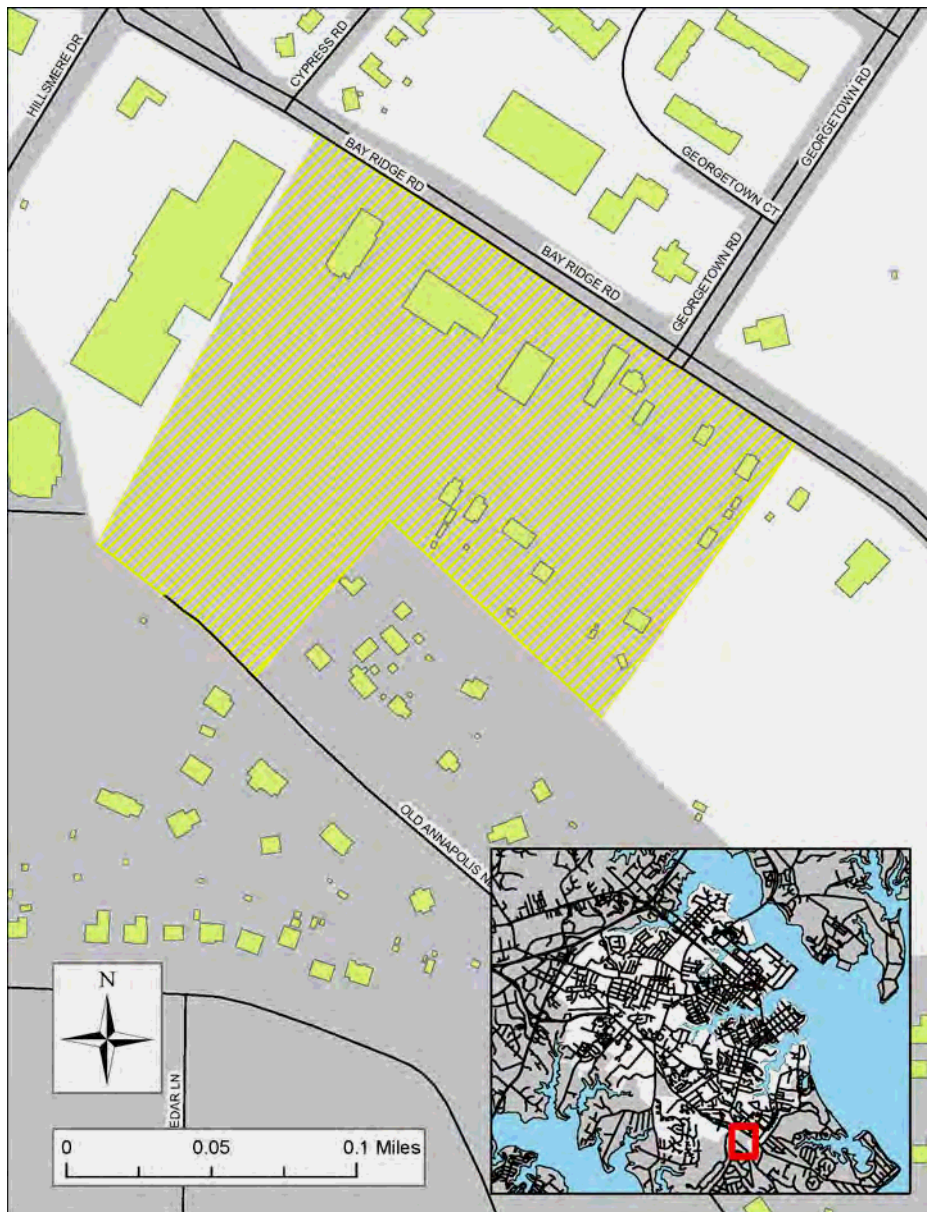 HILLSMERE DR
CYPRESS RD
BAY RIDGE RD
GEORGETOWN RD
GEORGETOWN CT
BAY RIDGE RD
GEORGETOWN RD
OLD ANNAPOLIS N
N
EDAR LN
0 0.05 0.1 Miles